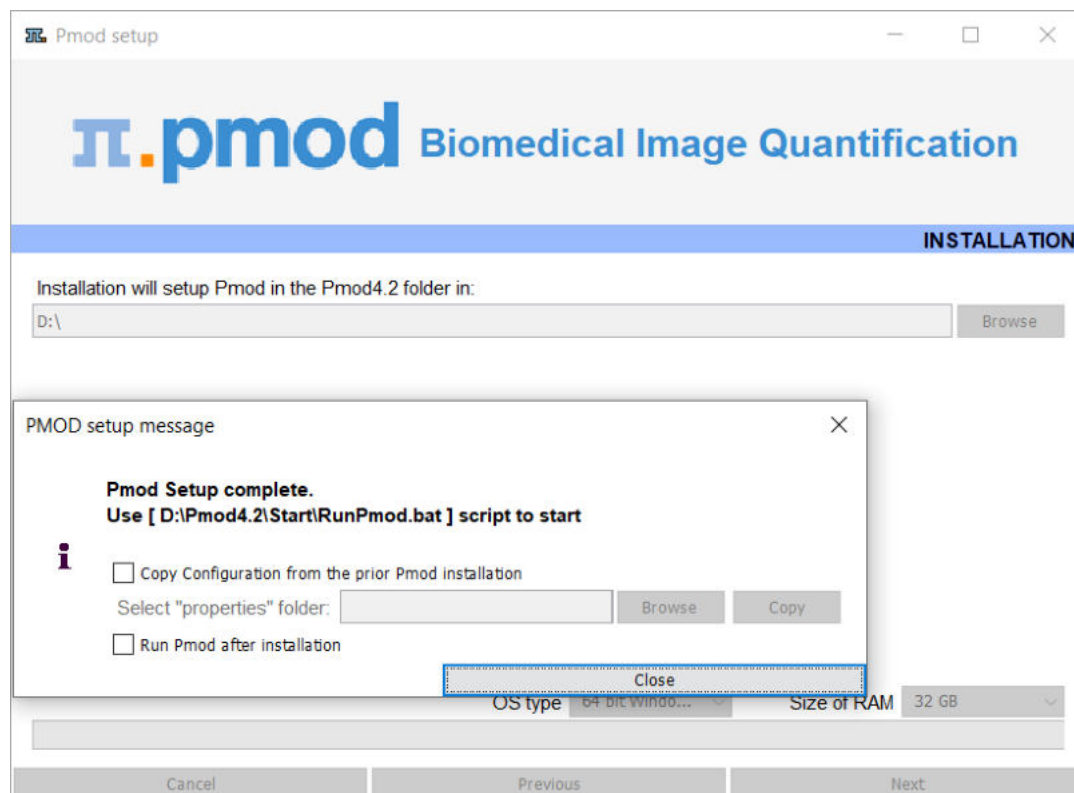 Pmod setup
π.pmod Biomedical Image Quantification
INSTALLATION
Installation will setup Pmod in the Pmod4.2 folder in:
D:\ Browse
PMOD setup message
Pmod Setup complete.
Use [ D:\Pmod4.2\Start\RunPmod.bat ] script to start
Copy Configuration from the prior Pmod installation
Select "properties" folder: Browse Copy
Run Pmod after installation
Close
OS type 64 bit Windo... Size of RAM 32 GB
Cancel Previous Next